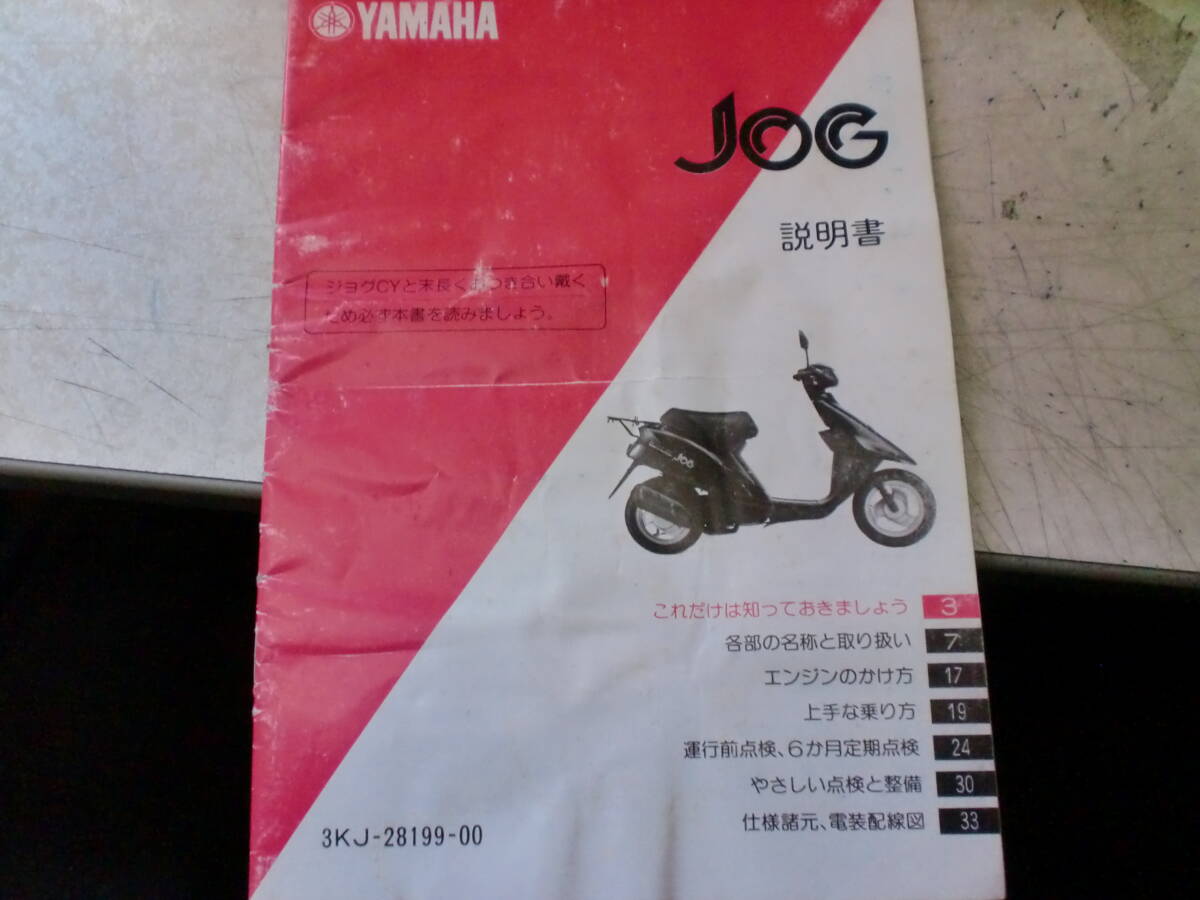 YAMAHA
JOG
説明書
ジョグCYと末長くおつき合い戴く
ため必ず本書を読みましょう。
JOG
これだけは知っておきましょう 3
各部の名称と取り扱い 7
エンジンのかけ方 17
上手な乗り方 19
運行前点検、6か月定期点検 24
やさしい点検と整備 30
仕様諸元、電装配線図 33
3KJ-28199-00